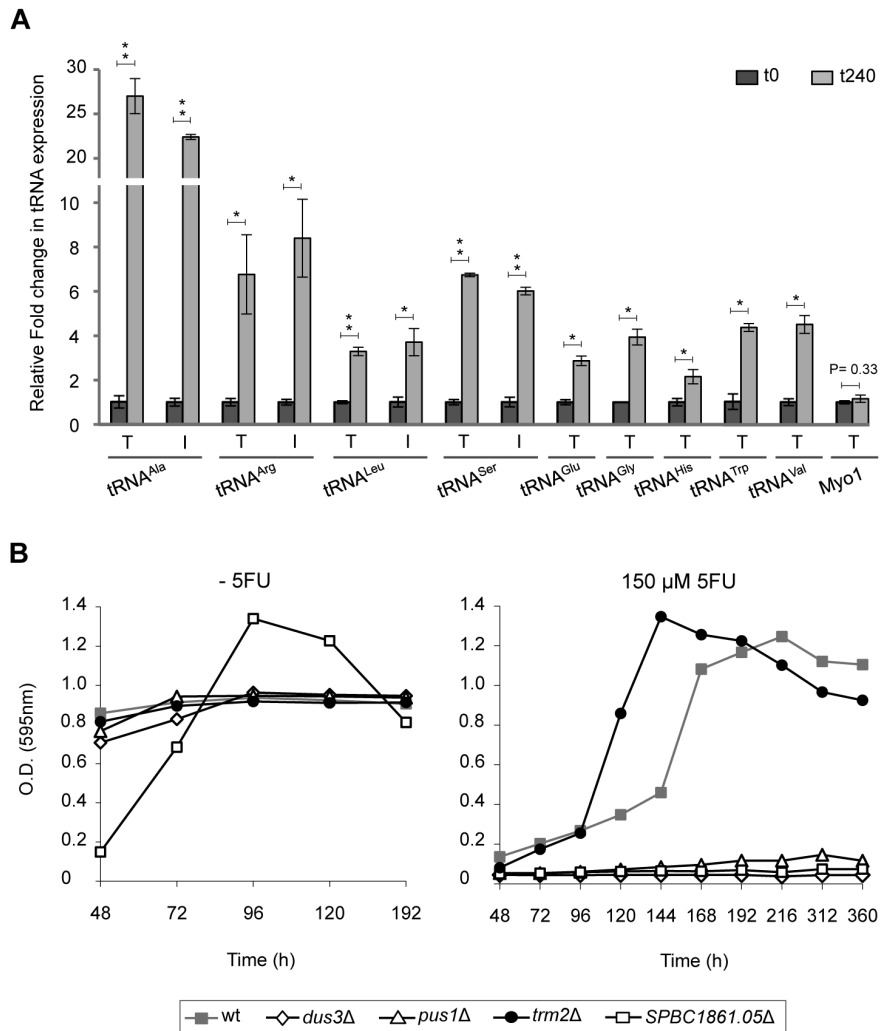 A
Relative Fold change in tRNA expression
t0
t240
30
25
20
10
8
6
4
2
0
* *
* *
*
*
* *
*
* *
* *
*
*
*
*
*
P= 0.33
T I T I T I T I T T T T T T
tRNAAla tRNAArg tRNALeu tRNASer tRNAGlu tRNAGly tRNAHis tRNATrp tRNAVal Myo1
B
- 5FU
O.D. (595nm)
1.4
1.2
1.0
0.8
0.6
0.4
0.2
0
48 72 96 120 192
Time (h)
150 µM 5FU
1.4
1.2
1.0
0.8
0.6
0.4
0.2
0
48 72 96 120 144 168 192 216 312 360
Time (h)
wt dus3Δ pus1Δ trm2Δ SPBC1861.05Δ